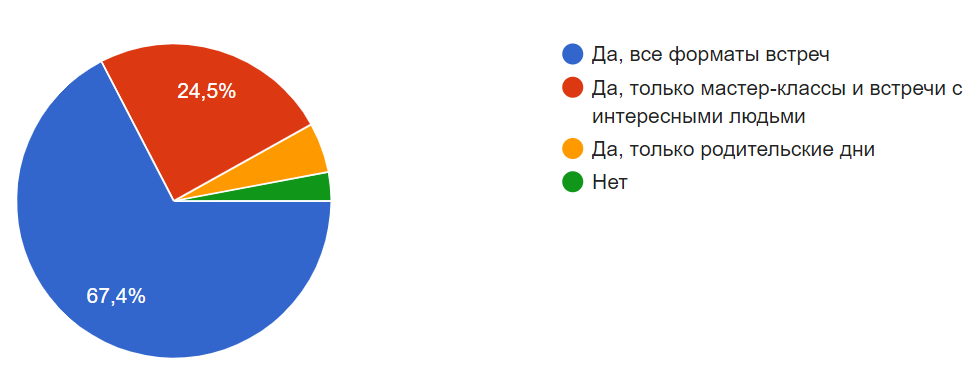 24,5%
67,4%
Да, все форматы встреч
Да, только мастер-классы и встречи с
интересными людьми
Да, только родительские дни
Нет